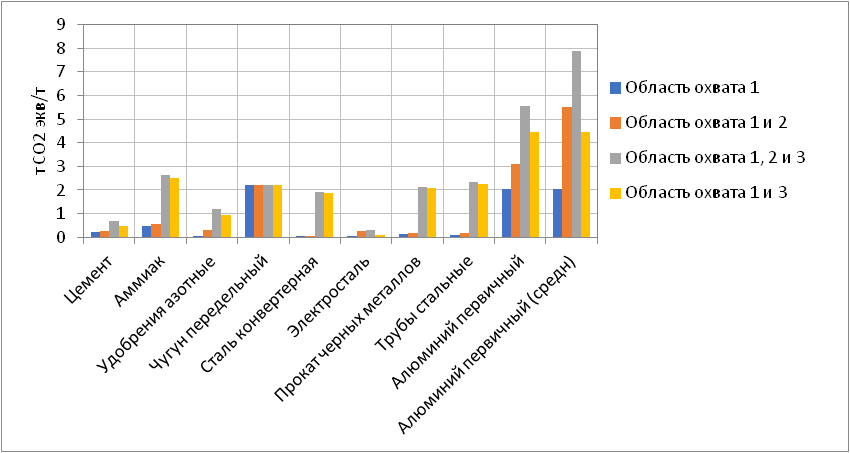 9
8
7
6
5
4
3
2
1
0
тCO2 экв/т
Цемент
Аммиак
Удобрения азотные
Чугун передельный
Сталь конвертерная
Электросталь
Прокат черных металлов
Трубы стальные
Алюминий первичный
Алюминий первичный (средн)
Область охвата 1
Область охвата 1 и 2
Область охвата 1, 2 и 3
Область охвата 1 и 3